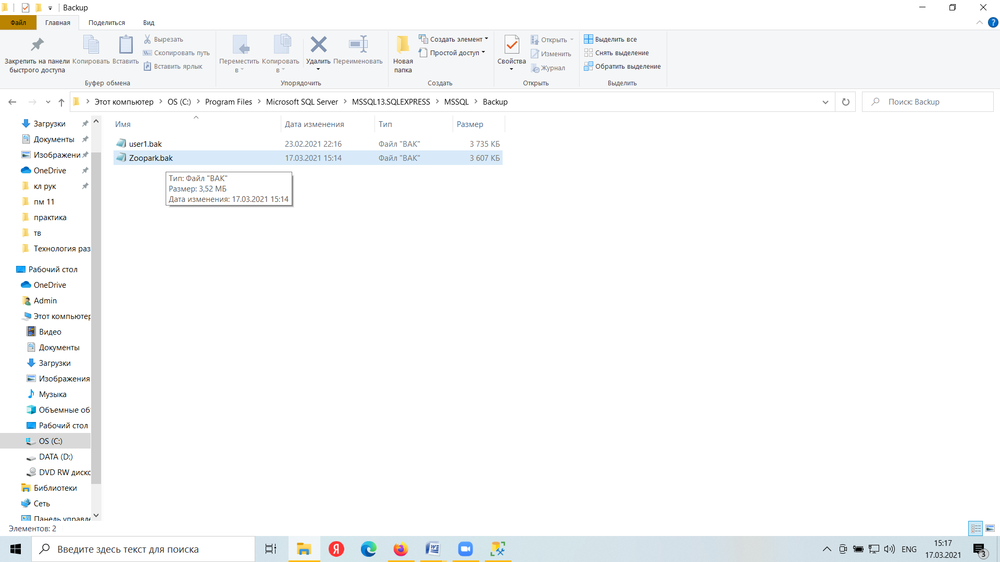 Backup
Файл
Главная
Поделиться
Вид
?
Закрепить на панели
быстрого доступа
Копировать
Вставить
Вырезать
Скопировать путь
Вставить ярлык
Буфер обмена
Переместить
в
Копировать
в
Удалить
Переименовать
Упорядочить
Новая
папка
Создать элемент
Простой доступ
Создать
Свойства
Открыть
Изменить
Журнал
Открыть
Выделить все
Снять выделение
Обратить выделение
Выделить
Этот компьютер
OS (C:)
Program Files
Microsoft SQL Server
MSSQL13.SQLEXPRESS
MSSQL
Backup
Поиск: Backup
Имя
Дата изменения
Тип
Размер
user1.bak
23.02.2021 22:16
Файл "BAK"
3 735 КБ
Zoopark.bak
17.03.2021 15:14
Файл "BAK"
3 607 КБ
Тип: Файл "BAK"
Размер: 3,52 МБ
Дата изменения: 17.03.2021 15:14
Загрузки
Документы
Изображени
OneDrive
кл рук
пм 11
практика
тв
Технология раз
Рабочий стол
OneDrive
Admin
Этот компьютер
Видео
Документы
Загрузки
Изображения
Музыка
Объемные об
Рабочий стол
OS (C:)
DATA (D:)
DVD RW диско
Библиотеки
Сеть
Панель управле
Элементов: 2
Введите здесь текст для поиска
Я
W
ENG
15:17
17.03.2021
3